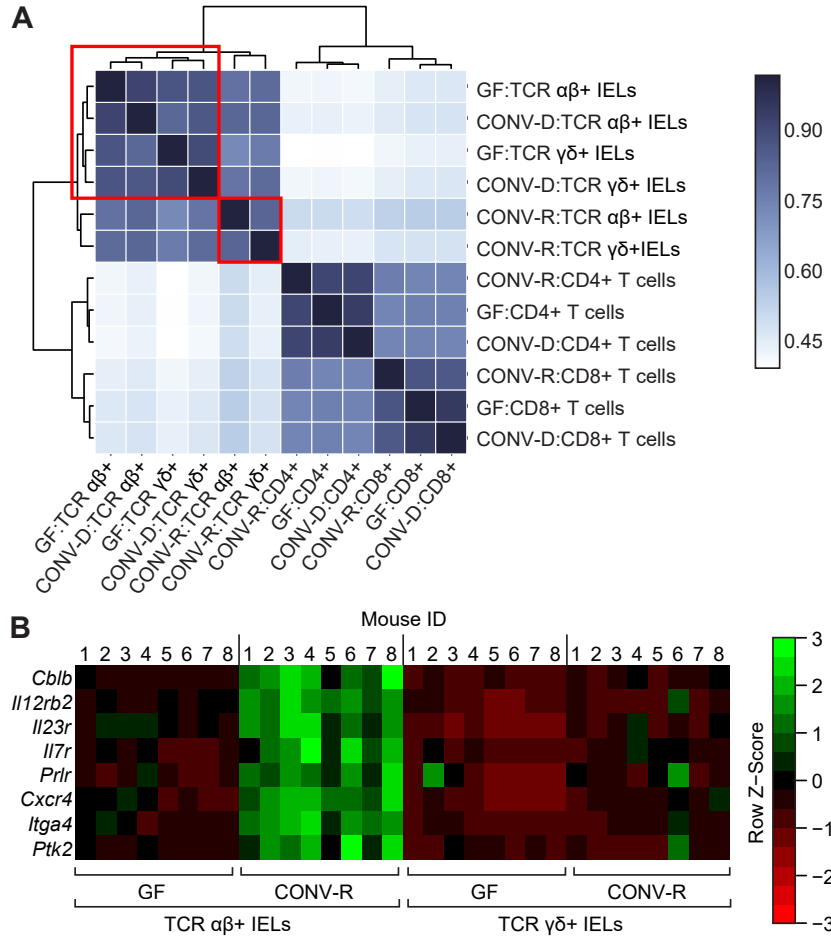 A
GF:TCR αβ+ IELs
CONV-D:TCR αβ+ IELs
GF:TCR γδ+ IELs
CONV-D:TCR γδ+ IELs
CONV-R:TCR αβ+ IELs
CONV-R:TCR γδ+IELs
CONV-R:CD4+ T cells
GF:CD4+ T cells
CONV-D:CD4+ T cells
CONV-R:CD8+ T cells
GF:CD8+ T cells
CONV-D:CD8+ T cells
0.90
0.75
0.60
0.45
GF:TCR αβ+
CONV-D:TCR αβ+
GF:TCR γδ+
CONV-D:TCR γδ+
CONV-R:TCR αβ+
CONV-R:TCR γδ+
CONV-R:CD4+
GF:CD4+
CONV-D:CD4+
CONV-R:CD8+
GF:CD8+
CONV-D:CD8+
B
Mouse ID
1 2 3 4 5 6 7 8 1 2 3 4 5 6 7 8 1 2 3 4 5 6 7 8 1 2 3 4 5 6 7 8
Cblb
Il12rb2
Il23r
Il7r
Prlr
Cxcr4
Itga4
Ptk2
GF CONV-R GF CONV-R
TCR αβ+ IELs TCR γδ+ IELs
3
2
1
0
−1
−2
−3
Row Z−Score